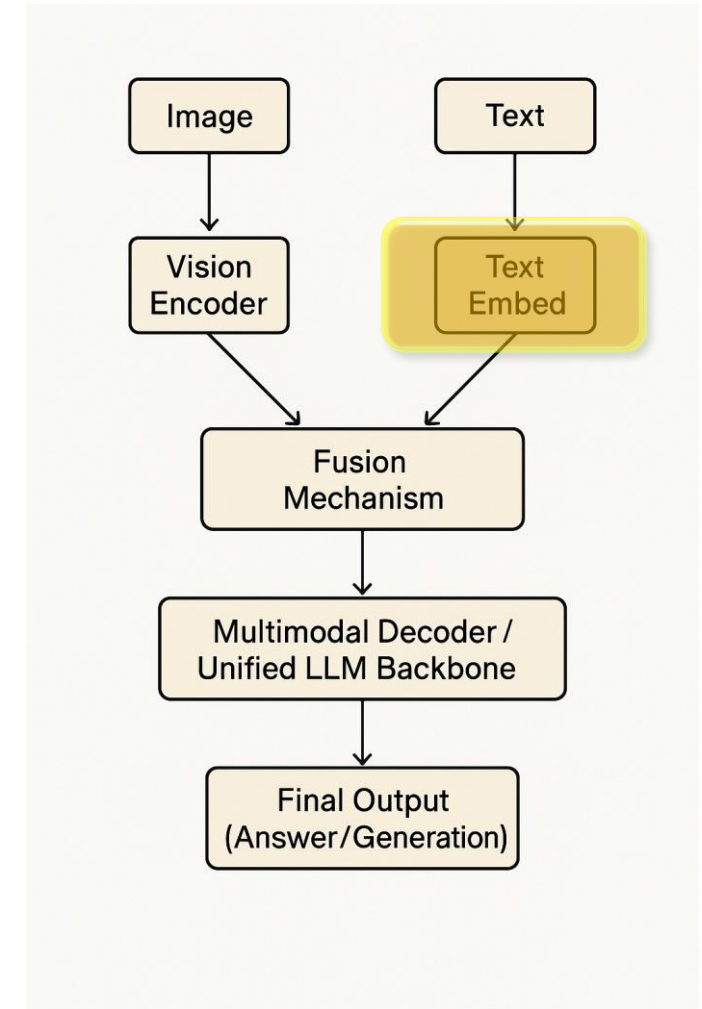 Image
Text
Vision
Encoder
Text
Embed
Fusion
Mechanism
Multimodal Decoder /
Unified LLM Backbone
Final Output
(Answer/Generation)